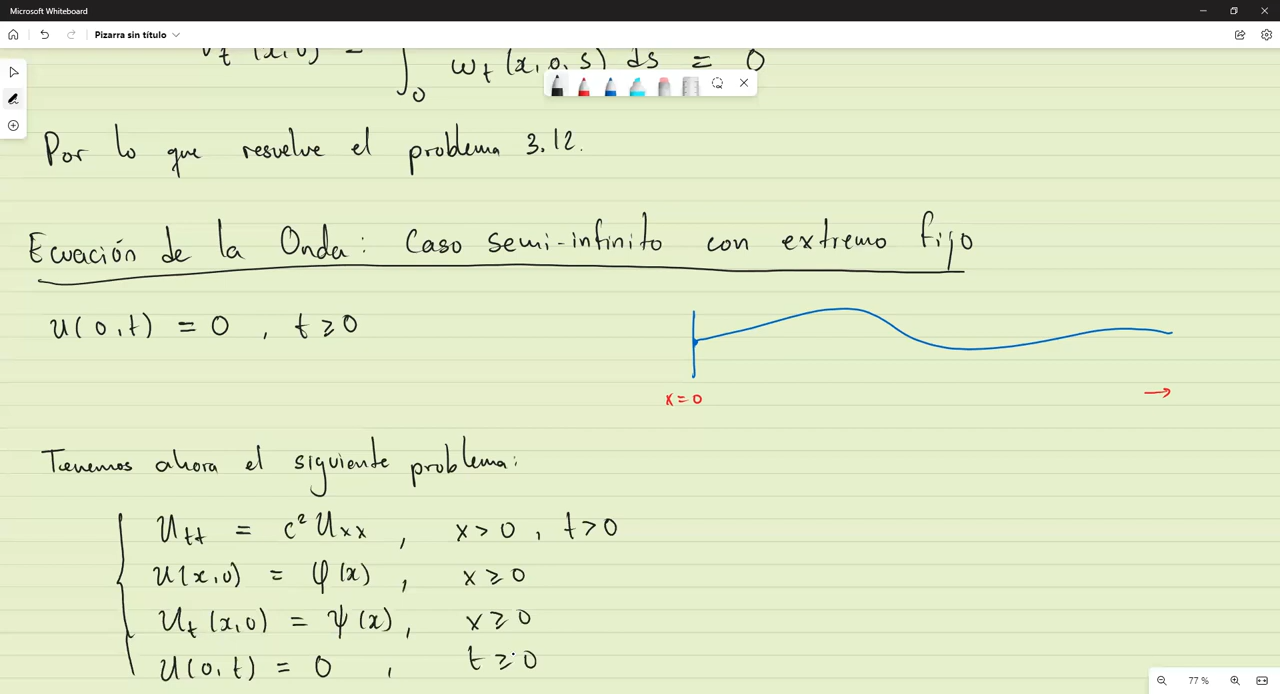 Microsoft Whiteboard
Pizarra sin título
(x,0) = ∫₀ ω_t(x,0,s) ds = 0
Por lo que resuelve el problema 3.12.
Ecuación de la Onda: Caso semi-infinito con extremo fijo
u(0,t) = 0 , t ≥ 0
x=0 →
Tenemos ahora el siguiente problema:
U_tt = c² U_xx , x > 0 , t > 0
u(x,0) = φ(x) , x ≥ 0
U_t(x,0) = ψ(x) , x ≥ 0
u(0,t) = 0 , t ≥ 0
77 %